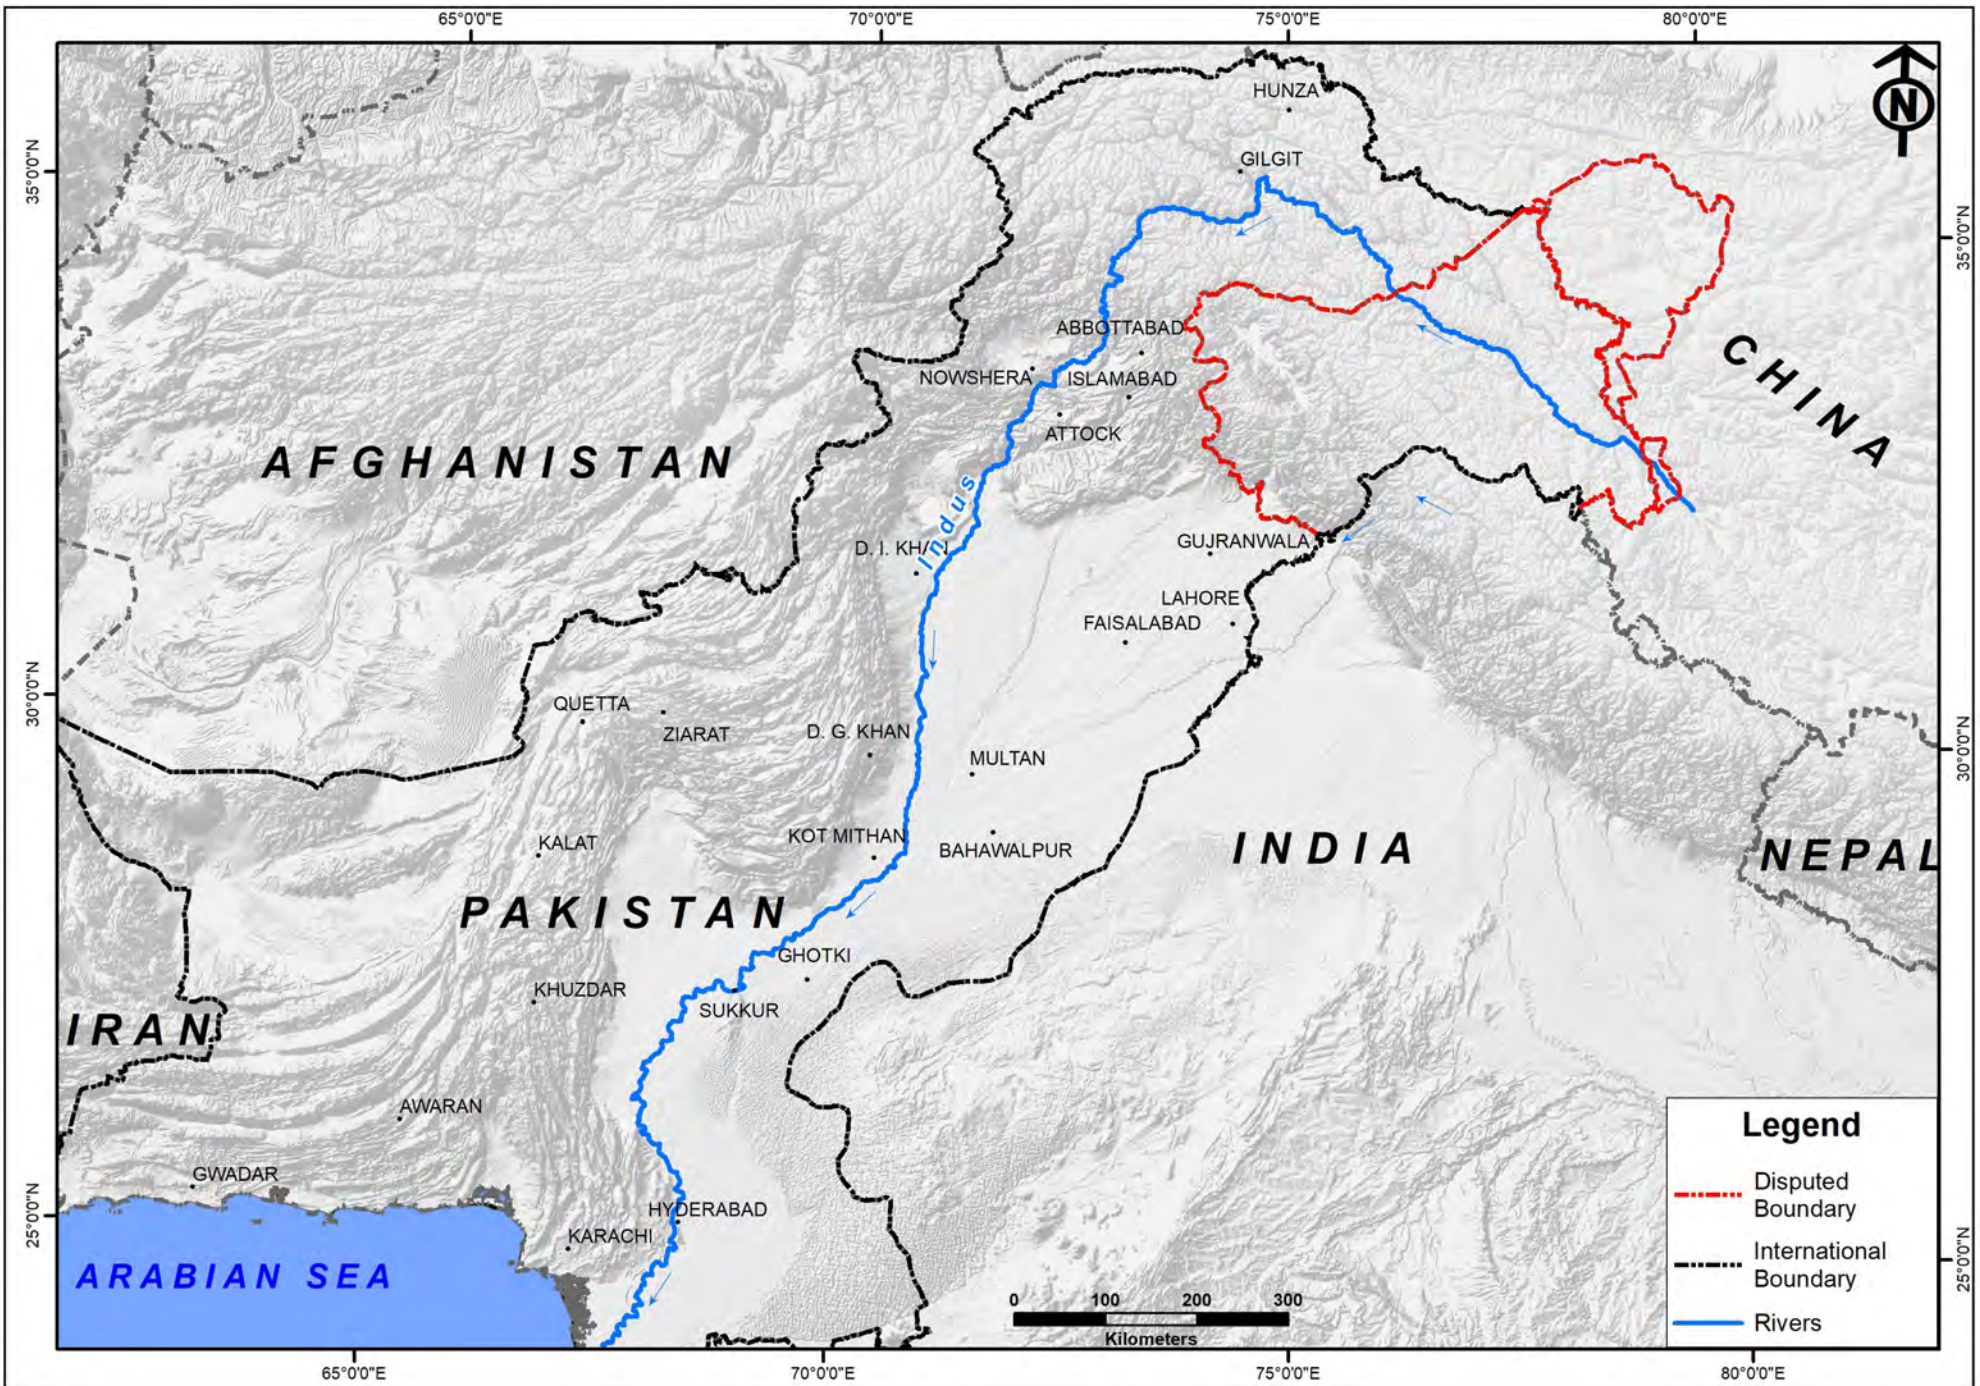 65°0'0"E
70°0'0"E
75°0'0"E
80°0'0"E
N
HUNZA
GILGIT
35°0'0"N
35°0'0"N
ABBOTTABAD
CHINA
NOWSHERA
ISLAMABAD
ATTOCK
AFGHANISTAN
Indus
D. I. KHAN
GUJRANWALA
LAHORE
FAISALABAD
30°0'0"N
30°0'0"N
QUETTA
ZIARAT
D. G. KHAN
MULTAN
KALAT
KOT MITHAN
BAHAWALPUR
INDIA
NEPAL
PAKISTAN
GHOTKI
KHUZDAR
SUKKUR
IRAN
AWARAN
GWADAR
HYDERABAD
KARACHI
25°0'0"N
25°0'0"N
ARABIAN SEA
0 100 200 300
Kilometers
Legend
Disputed
Boundary
International
Boundary
Rivers
65°0'0"E
70°0'0"E
75°0'0"E
80°0'0"E